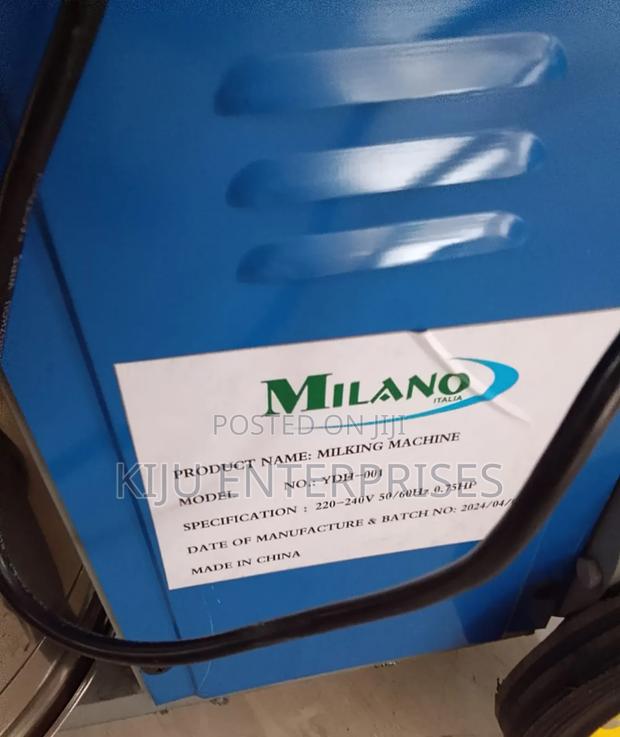 MILANO
ITALIA
POSTED ON JIJI
PRODUCT NAME: MILKING MACHINE
KIJU ENTERPRISES
MODEL NO.: YDH-001
SPECIFICATION : 220-240V 50/60Hz 0.75HP
DATE OF MANUFACTURE & BATCH NO: 2024/04/
MADE IN CHINA